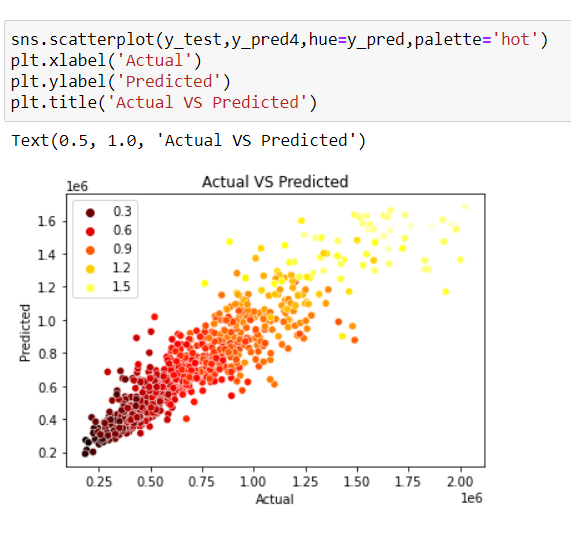 sns.scatterplot(y_test,y_pred4,hue=y_pred,palette='hot')
plt.xlabel('Actual')
plt.ylabel('Predicted')
plt.title('Actual VS Predicted')
Text(0.5, 1.0, 'Actual VS Predicted')
1e6
Actual VS Predicted
0.3
0.6
0.9
1.2
1.5
1.6
1.4
1.2
1.0
0.8
0.6
0.4
0.2
Predicted
0.25 0.50 0.75 1.00 1.25 1.50 1.75 2.00
Actual
1e6